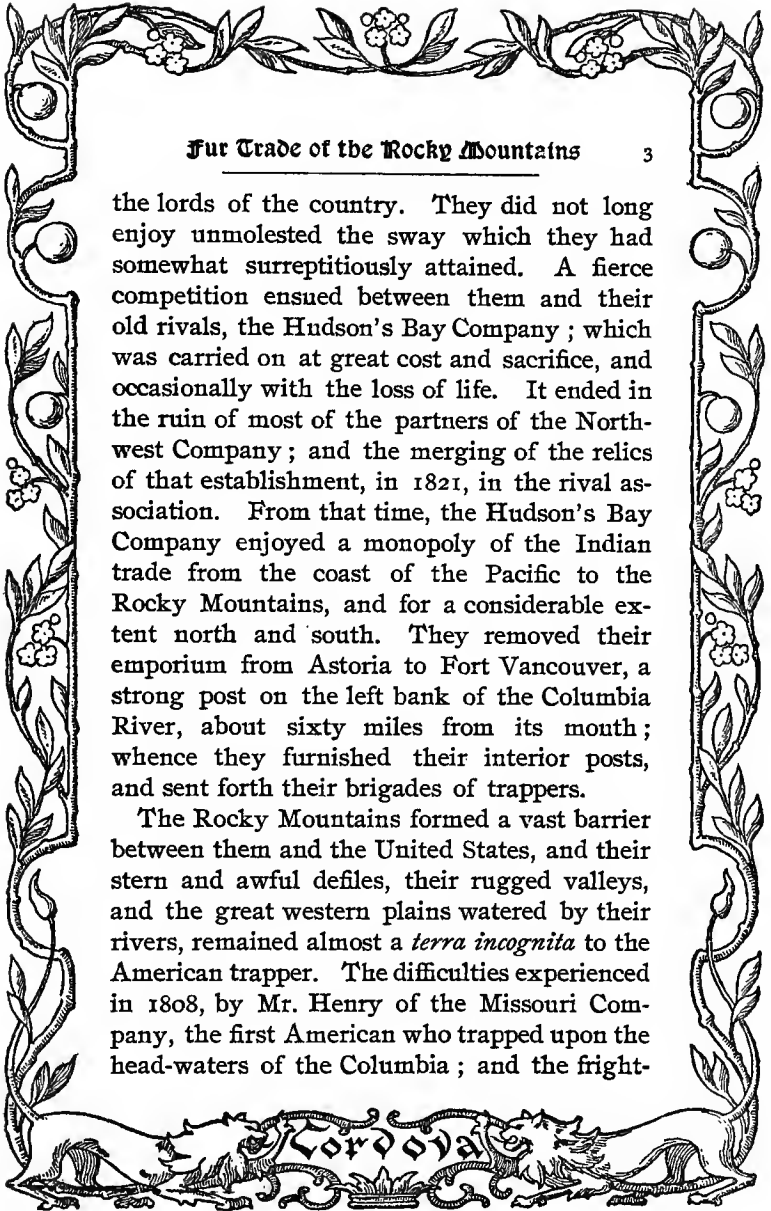 Fur Trade of the Rocky Mountains 3
the lords of the country. They did not long
enjoy unmolested the sway which they had
somewhat surreptitiously attained. A fierce
competition ensued between them and their
old rivals, the Hudson's Bay Company ; which
was carried on at great cost and sacrifice, and
occasionally with the loss of life. It ended in
the ruin of most of the partners of the North-
west Company ; and the merging of the relics
of that establishment, in 1821, in the rival as-
sociation. From that time, the Hudson's Bay
Company enjoyed a monopoly of the Indian
trade from the coast of the Pacific to the
Rocky Mountains, and for a considerable ex-
tent north and south. They removed their
emporium from Astoria to Fort Vancouver, a
strong post on the left bank of the Columbia
River, about sixty miles from its mouth ;
whence they furnished their interior posts,
and sent forth their brigades of trappers.
The Rocky Mountains formed a vast barrier
between them and the United States, and their
stern and awful defiles, their rugged valleys,
and the great western plains watered by their
rivers, remained almost a terra incognita to the
American trapper. The difficulties experienced
in 1808, by Mr. Henry of the Missouri Com-
pany, the first American who trapped upon the
head-waters of the Columbia ; and the fright-
Cordova